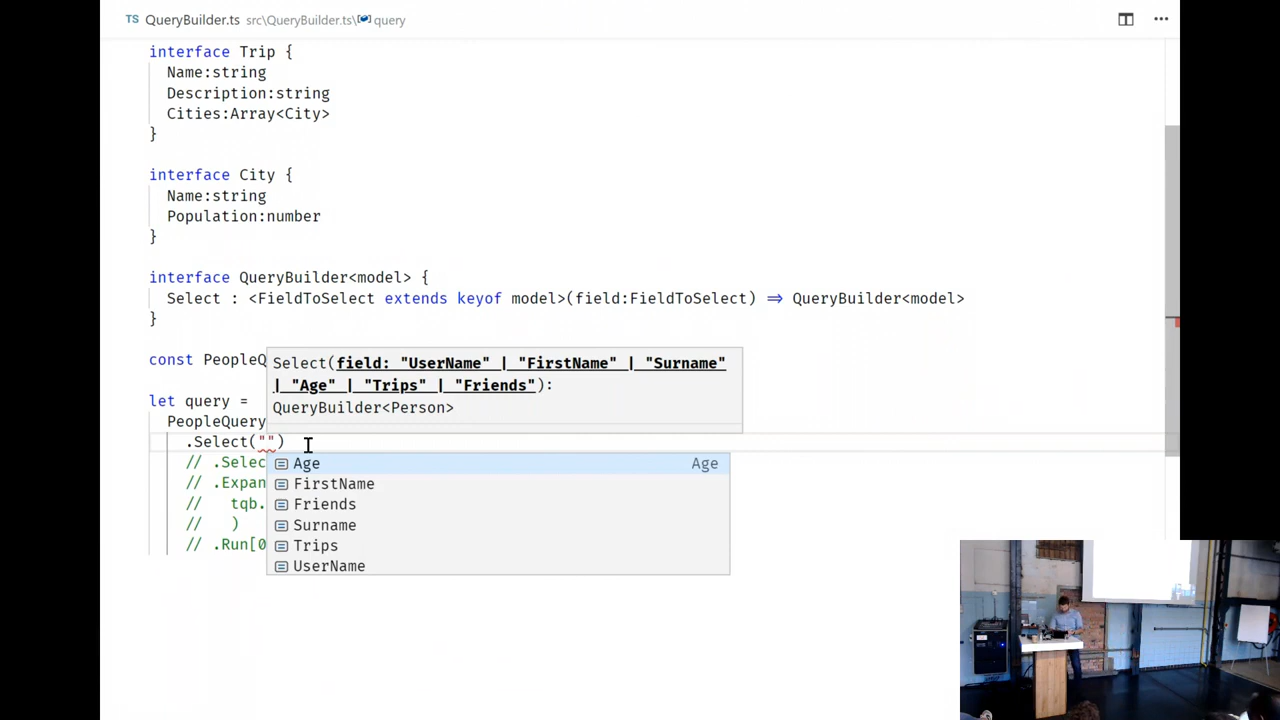 TS QueryBuilder.ts src\QueryBuilder.ts\ query
interface Trip {
Name:string
Description:string
Cities:Array<City>
}
interface City {
Name:string
Population:number
}
interface QueryBuilder<model> {
Select : <FieldToSelect extends keyof model>(field:FieldToSelect) ⇒ QueryBuilder<model>
}
const PeopleQ
Select(field: "UserName" | "FirstName" | "Surname"
| "Age" | "Trips" | "Friends"):
QueryBuilder<Person>
let query =
PeopleQuery
.Select("")
// .Selec
// .Expan
// tqb.
// )
// .Run[0
Age Age
FirstName
Friends
Surname
Trips
UserName